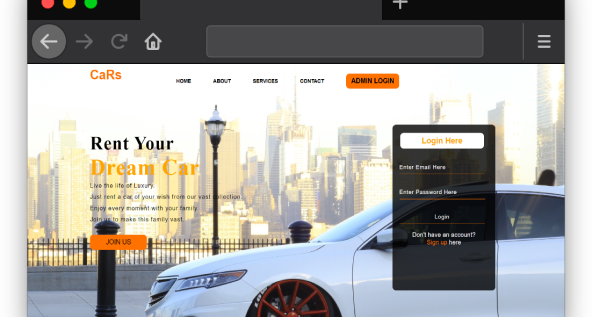 CaRs
HOME ABOUT SERVICES CONTACT ADMIN LOGIN
Rent Your
Dream Car
Live the life of Luxury.
Just rent a car of your wish from our vast collection.
Enjoy every moment with your family
Join us to make this family vast.
JOIN US
Login Here
Enter Email Here
Enter Password Here
Login
Don't have an account?
Sign up here